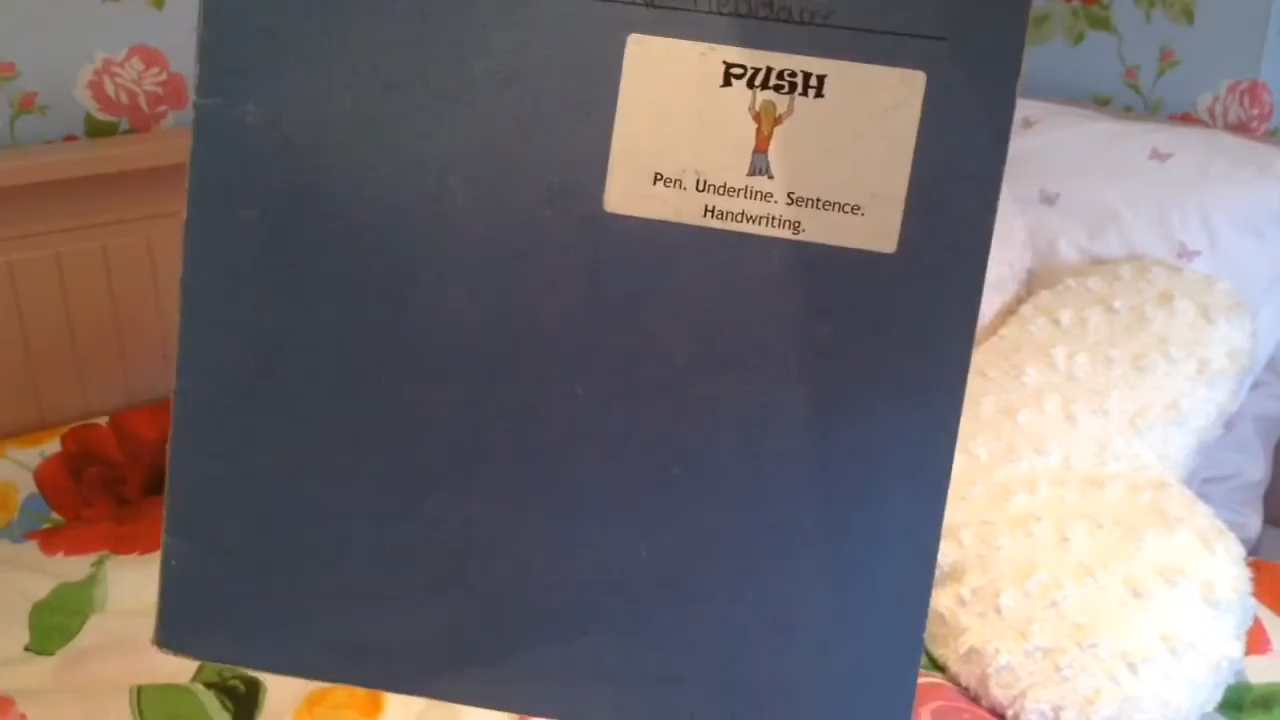 PUSH
Pen. Underline. Sentence.
Handwriting.